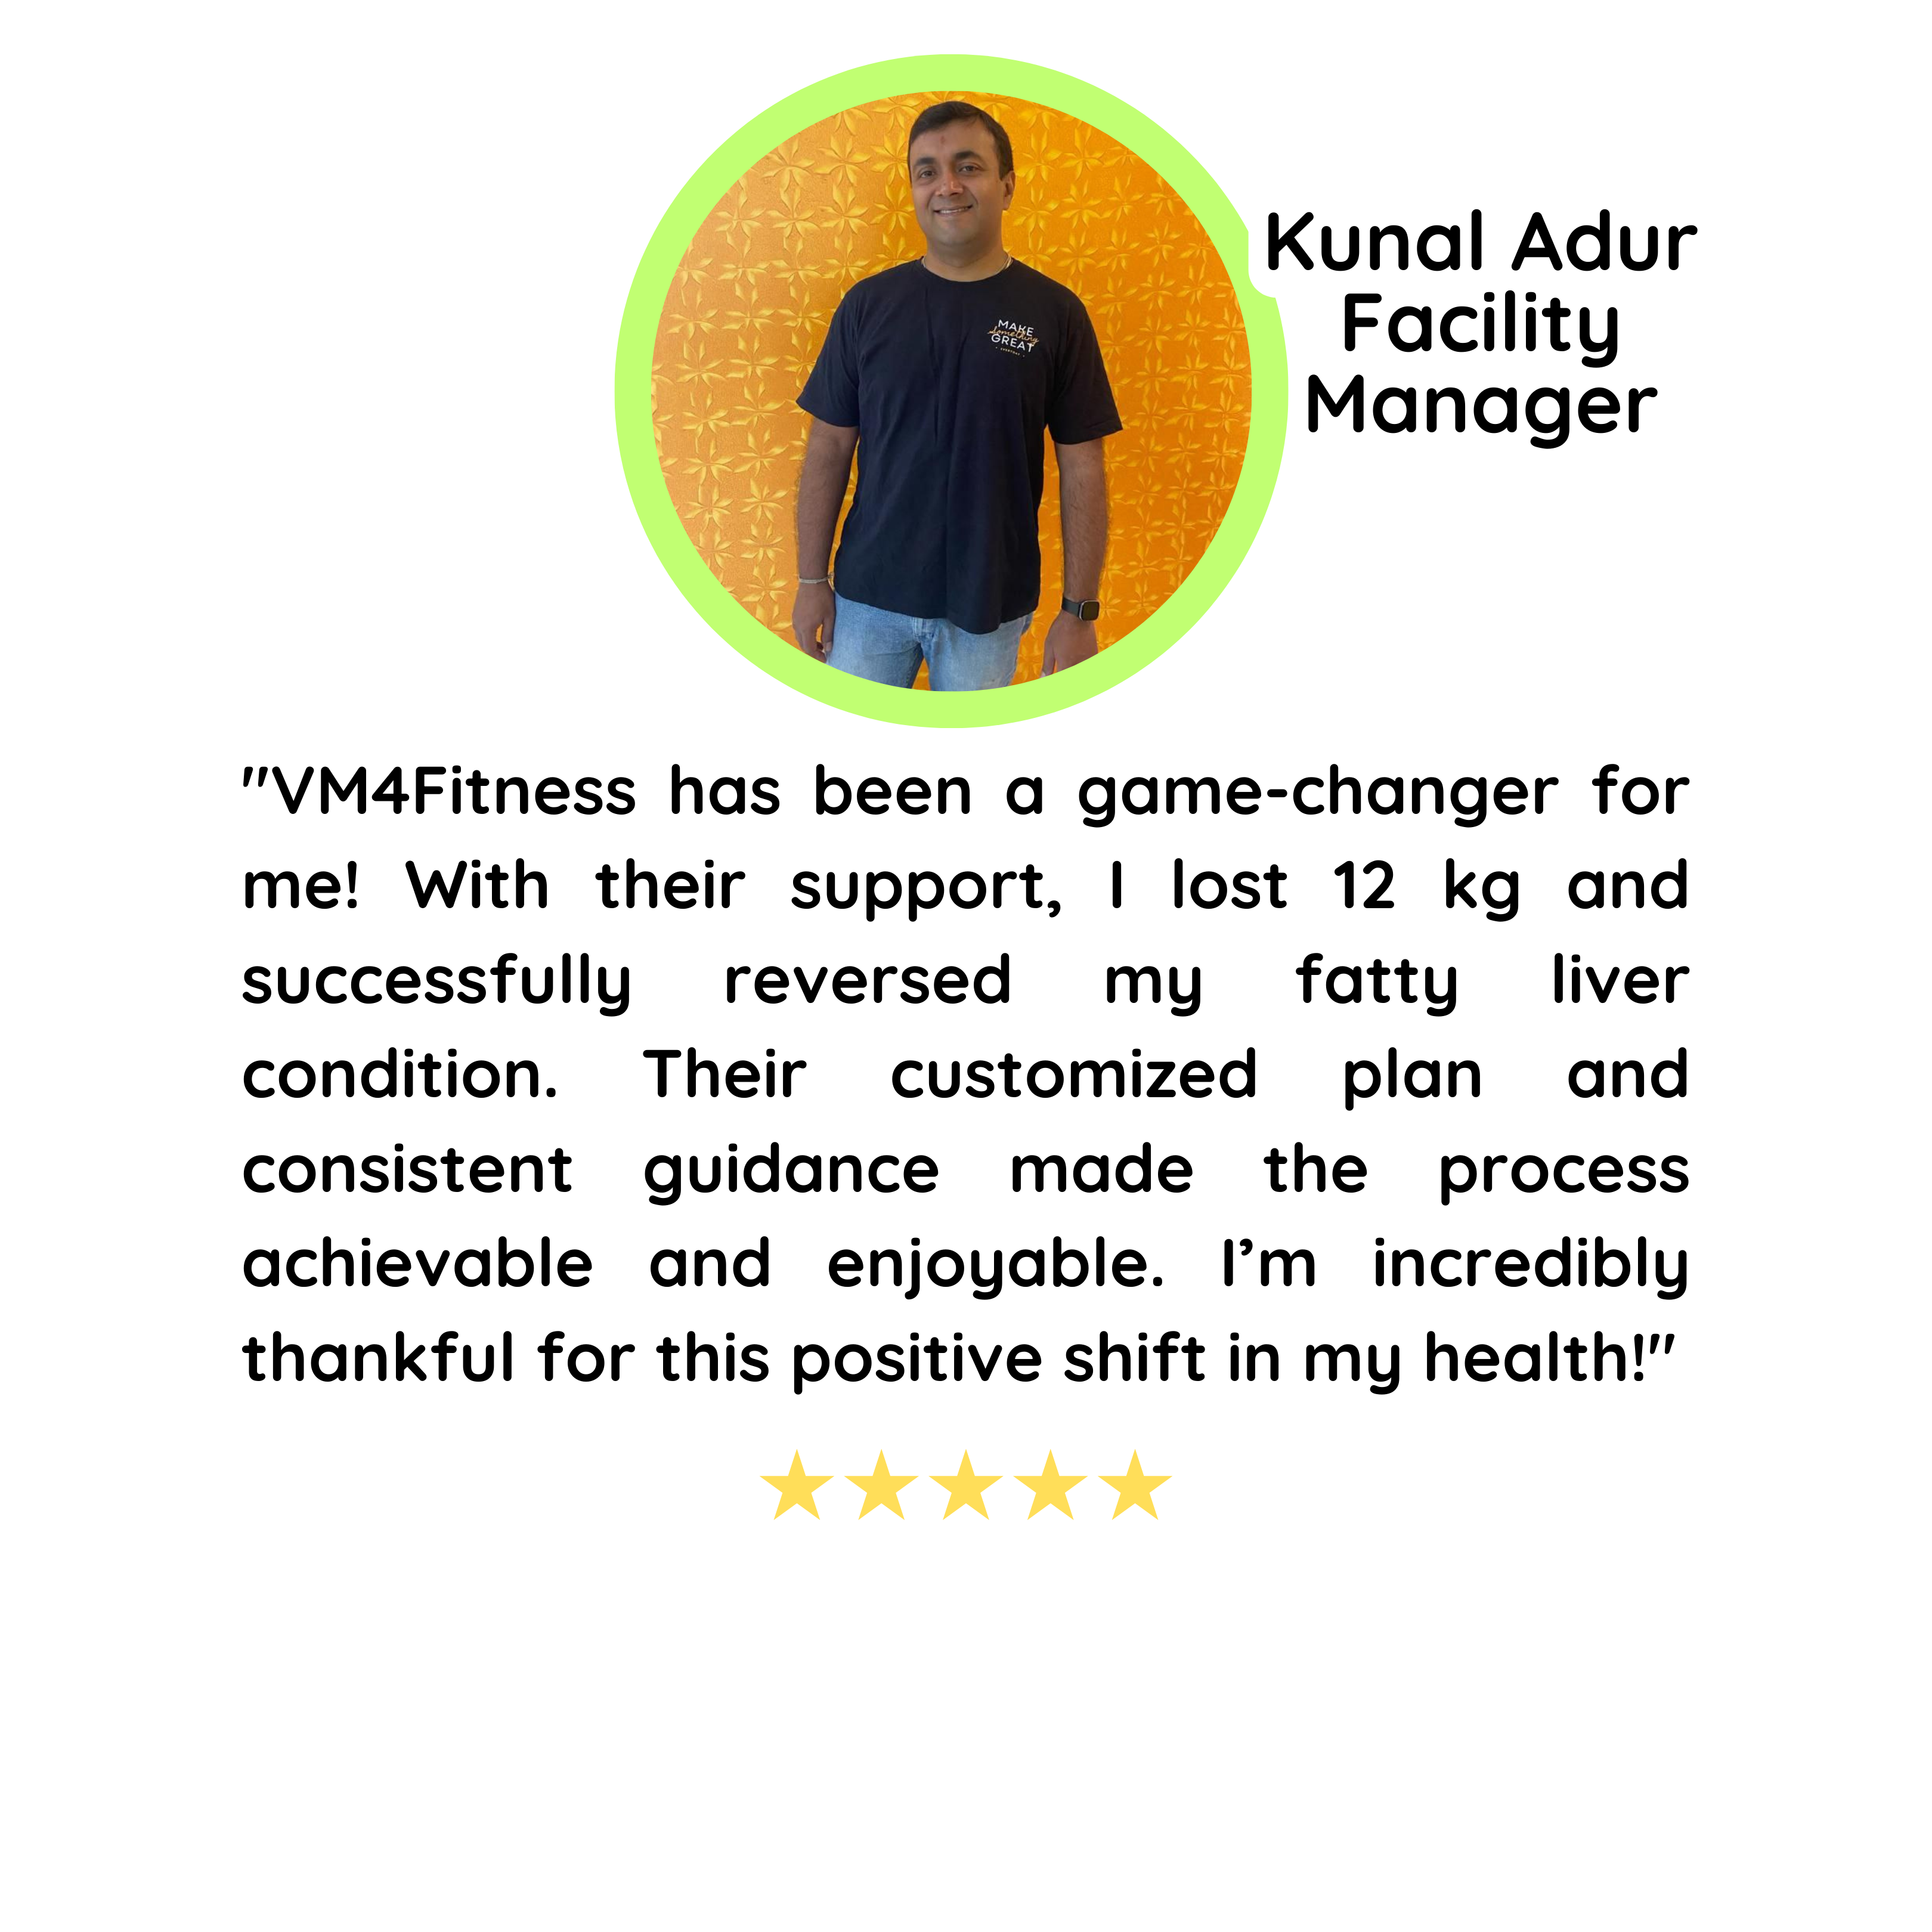 Kunal Adur
Facility
Manager
MAKE
Something
GREAT
"VM4Fitness has been a game-changer for
me! With their support, I lost 12 kg and
successfully reversed my fatty liver
condition. Their customized plan and
consistent guidance made the process
achievable and enjoyable. I’m incredibly
thankful for this positive shift in my health!"